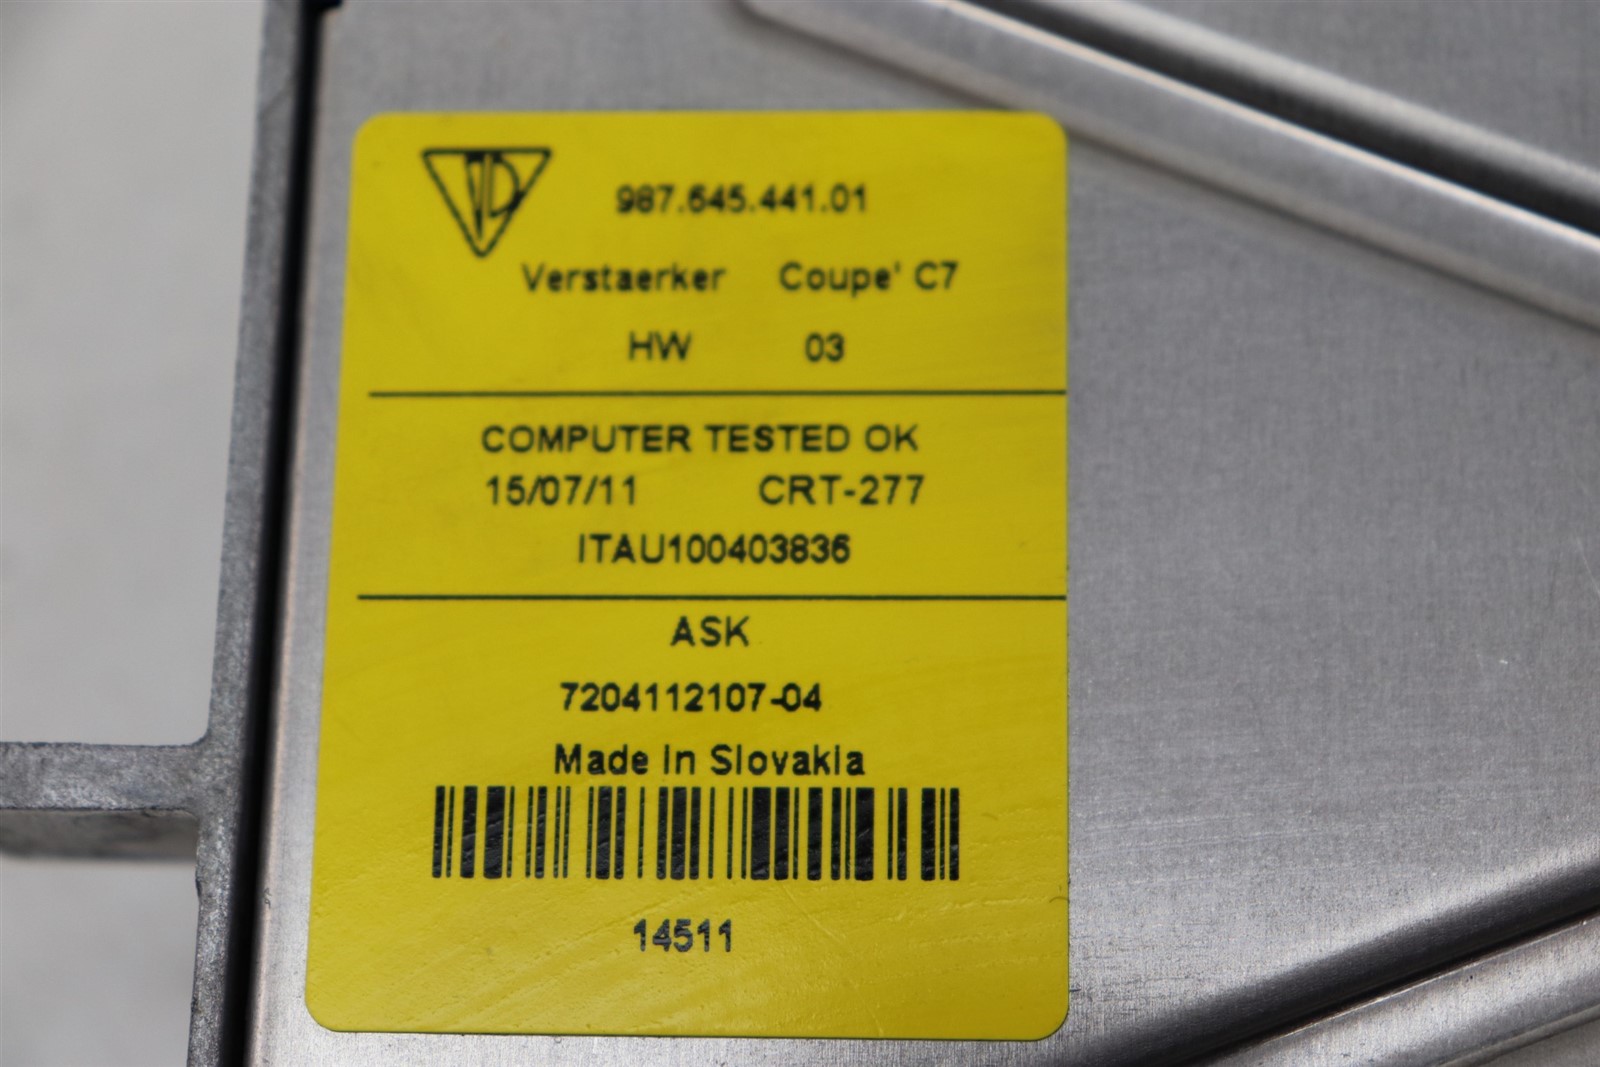 987.645.441.01
Verstaerker Coupe' C7
HW 03
COMPUTER TESTED OK
15/07/11 CRT-277
ITAU100403836
ASK
7204112107-04
Made In Slovakia
14511